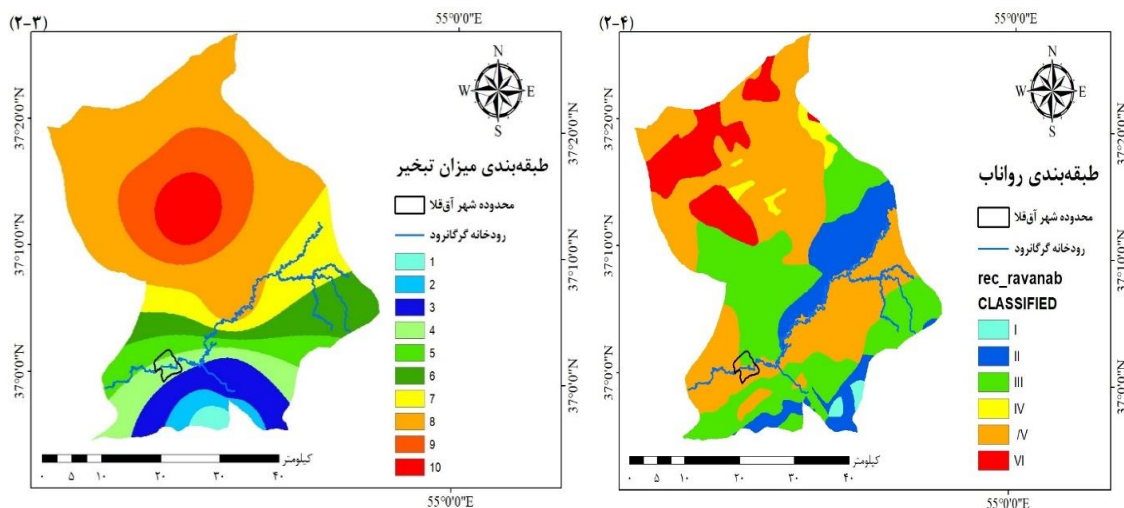 (۲-۳)
55°0'0"E
N
W E
S
37°20'0"N
37°10'0"N
37°0'0"N
طبقه‌بندی میزان تبخیر
محدوده شهر آق‌قلا
رودخانه گرگانرود
1
2
3
4
5
6
7
8
9
10
کیلومتر
۰ ۵ ۱۰ ۲۰ ۳۰ ۴۰
37°20'0"N
37°10'0"N
37°0'0"N
55°0'0"E
(۲-۴)
55°0'0"E
N
W E
S
37°20'0"N
37°10'0"N
37°0'0"N
طبقه‌بندی رواناب
محدوده شهر آق‌قلا
رودخانه گرگانرود
rec_ravanab
CLASSIFIED
I
II
III
IV
/V
VI
کیلومتر
۰ ۵ ۱۰ ۲۰ ۳۰ ۴۰
37°20'0"N
37°10'0"N
37°0'0"N
55°0'0"E